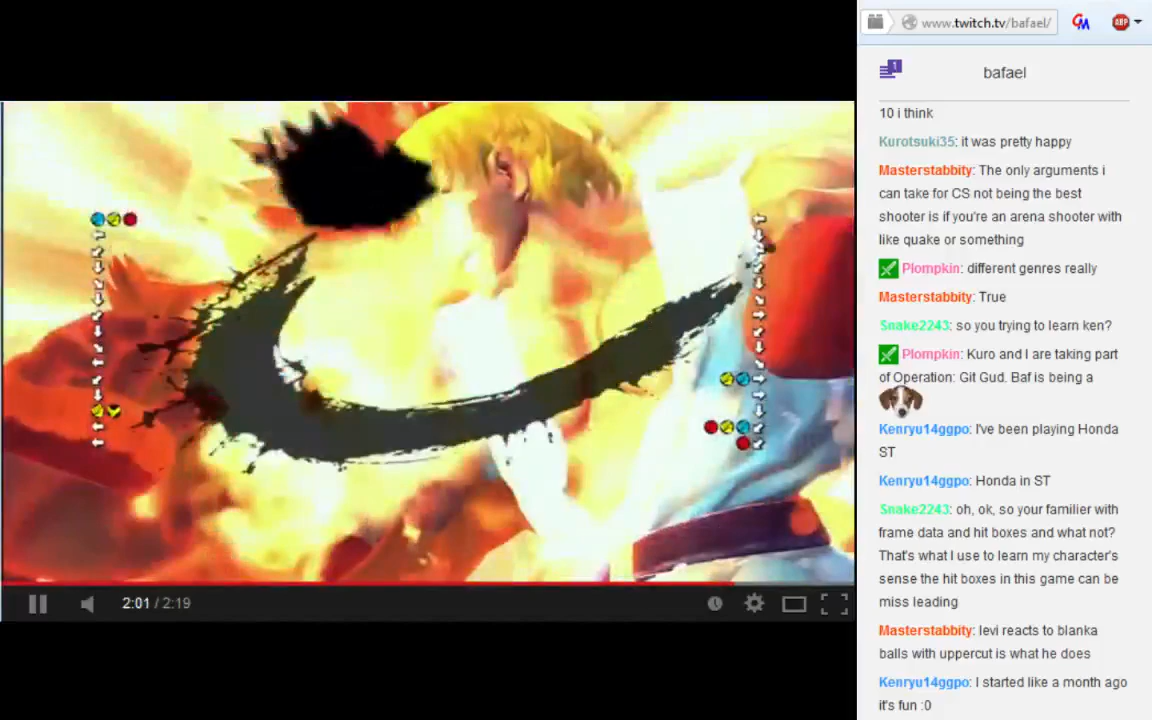 www.twitch.tv/bafael/
GM
ABP
1
bafael
10 i think
Kurotsuki35: it was pretty happy
Masterstabbity: The only arguments i
can take for CS not being the best
shooter is if you're an arena shooter with
like quake or something
Plompkin: different genres really
Masterstabbity: True
Snake2243: so you trying to learn ken?
Plompkin: Kuro and I are taking part
of Operation: Git Gud. Baf is being a
Kenryu14ggpo: I've been playing Honda
ST
Kenryu14ggpo: Honda in ST
Snake2243: oh, ok, so your familier with
frame data and hit boxes and what not?
That's what I use to learn my character's
sense the hit boxes in this game can be
miss leading
Masterstabbity: levi reacts to blanka
balls with uppercut is what he does
Kenryu14ggpo: I started like a month ago
it's fun :0
2:01 / 2:19